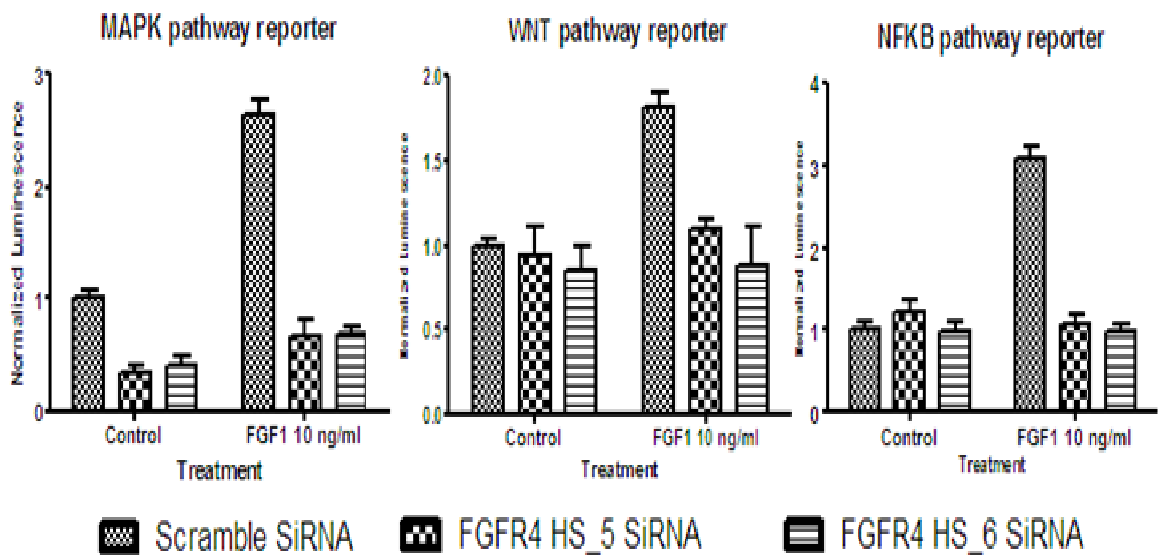 MAPK pathway reporter
Normalized Luminescence
3
2
1
0
Control
FGF1 10 ng/ml
Treatment
WNT pathway reporter
Normalized Luminescence
2.0
1.5
1.0
0.5
0.0
Control
FGF1 10 ng/ml
Treatment
NFKB pathway reporter
Normalized Luminescence
4
3
2
1
0
Control
FGF1 10 ng/ml
Treatment
Scramble SiRNA
FGFR4 HS_5 SiRNA
FGFR4 HS_6 SiRNA